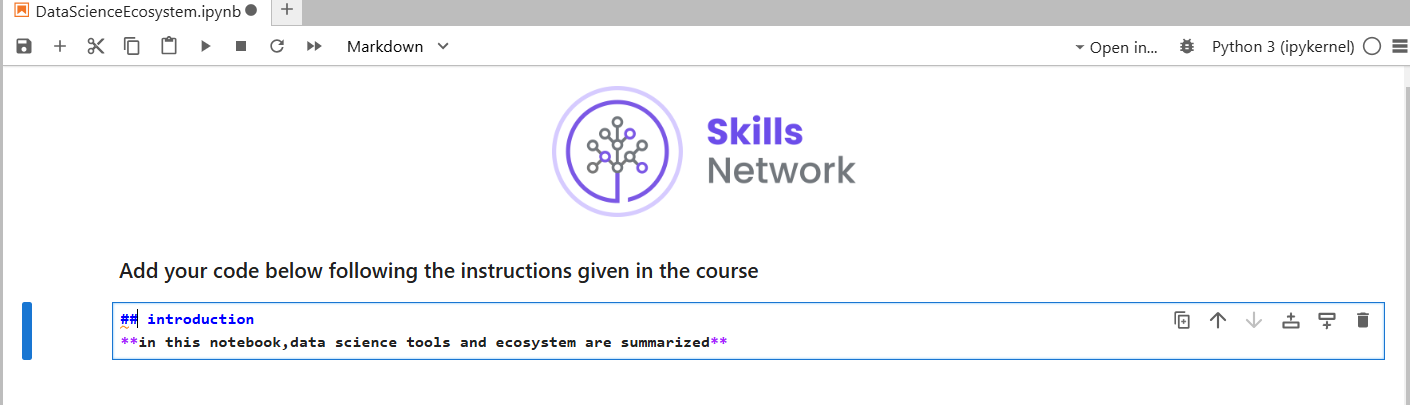 DataScienceEcosystem.ipynb
Markdown
Open in...
Python 3 (ipykernel)
Skills
Network
Add your code below following the instructions given in the course
## introduction
**in this notebook,data science tools and ecosystem are summarized**